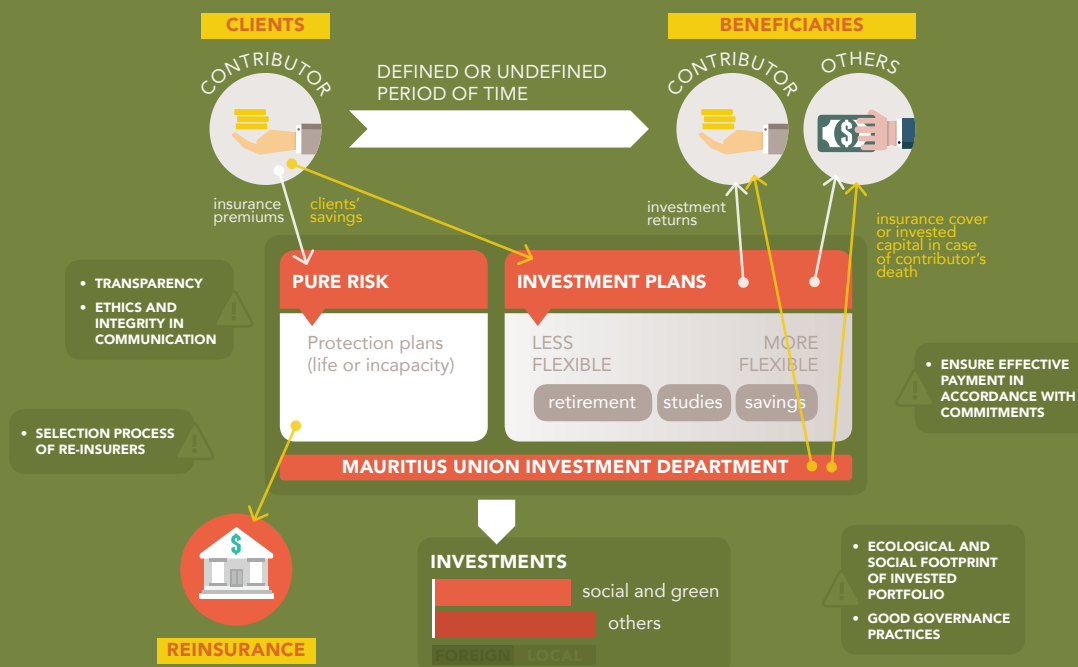 CLIENTS
CONTRIBUTOR
DEFINED OR UNDEFINED
PERIOD OF TIME
BENEFICIARIES
CONTRIBUTOR
OTHERS
insurance
premiums
clients'
savings
investment
returns
insurance cover
or invested
capital in case
of contributor's
death
• TRANSPARENCY
• ETHICS AND
INTEGRITY IN
COMMUNICATION
PURE RISK
Protection plans
(life or incapacity)
INVESTMENT PLANS
LESS
FLEXIBLE
MORE
FLEXIBLE
retirement
studies
savings
• ENSURE EFFECTIVE
PAYMENT IN
ACCORDANCE WITH
COMMITMENTS
• SELECTION PROCESS
OF RE-INSURERS
MAURITIUS UNION INVESTMENT DEPARTMENT
REINSURANCE
INVESTMENTS
social and green
others
FOREIGN
LOCAL
• ECOLOGICAL AND
SOCIAL FOOTPRINT
OF INVESTED
PORTFOLIO
• GOOD GOVERNANCE
PRACTICES